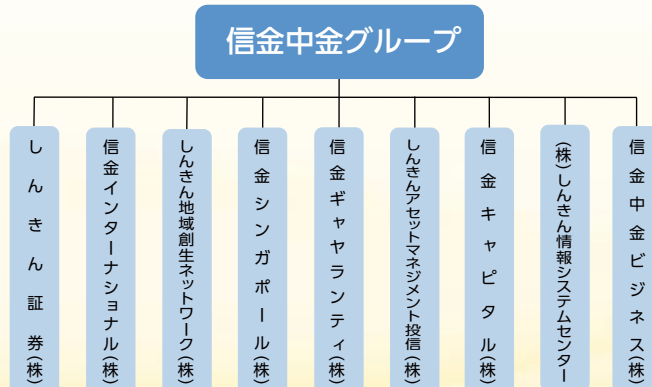 信金中金グループ
しんきん証券(株)
信金インターナショナル(株)
しんきん地域創生ネットワーク(株)
信金シンガポール(株)
信金ギャランティ(株)
しんきんアセットマネジメント投信(株)
信金キャピタル(株)
(株)しんきん情報システムセンター
信金中金ビジネス(株)